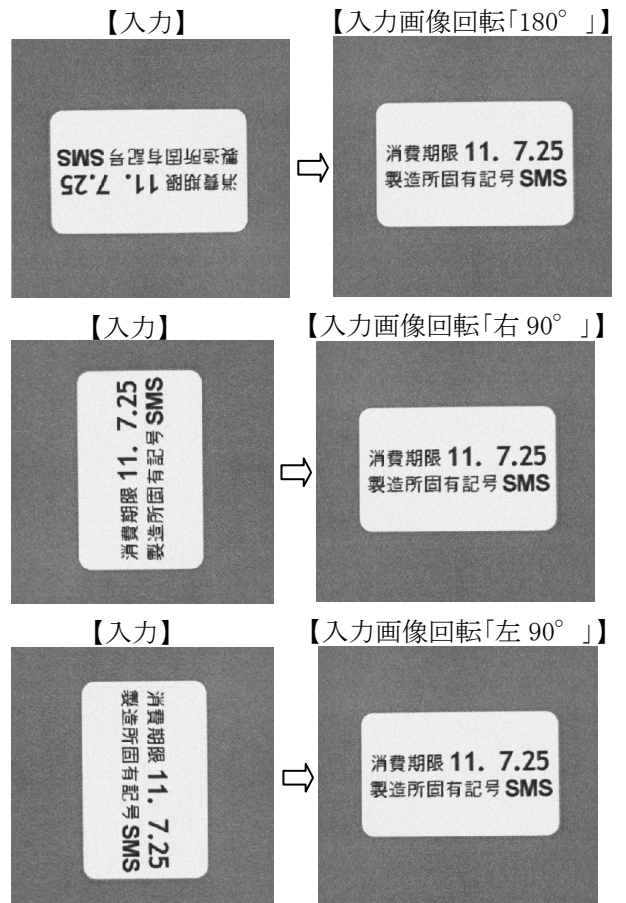 【入力】
【入力画像回転「180°」】
製造所固有記号 SMS
消費期限 11. 7.25
消費期限 11. 7.25
製造所固有記号 SMS
【入力】
【入力画像回転「右 90°」】
消費期限 11. 7.25
製造所固有記号 SMS
消費期限 11. 7.25
製造所固有記号 SMS
【入力】
【入力画像回転「左 90°」】
消費期限 11. 7.25
製造所固有記号 SMS
消費期限 11. 7.25
製造所固有記号 SMS